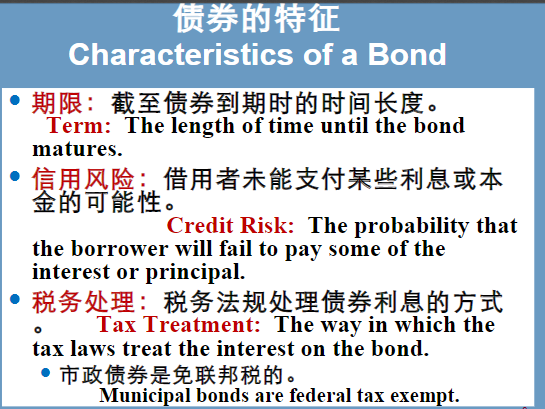 债券的特征
Characteristics of a Bond
期限：截至债券到期时的时间长度。
Term: The length of time until the bond
matures.
信用风险：借用者未能支付某些利息或本
金的可能性。
Credit Risk: The probability that
the borrower will fail to pay some of the
interest or principal.
税务处理：税务法规处理债券利息的方式
。 Tax Treatment: The way in which the
tax laws treat the interest on the bond.
市政债券是免联邦税的。
Municipal bonds are federal tax exempt.